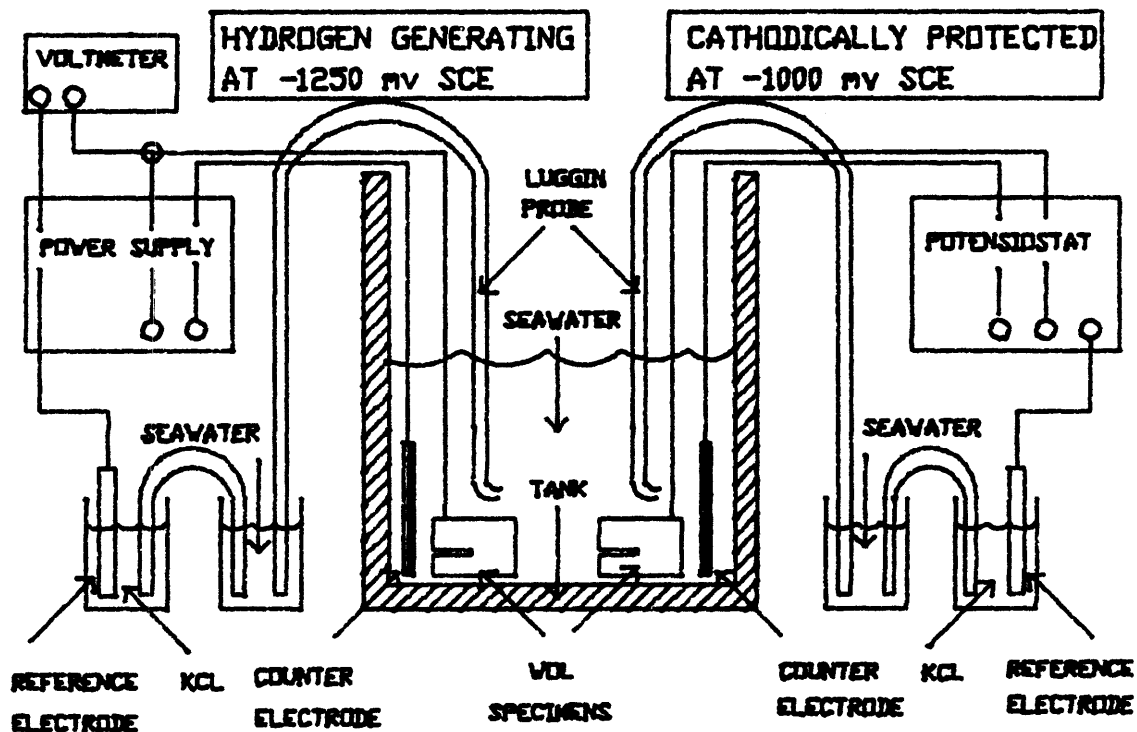 HYDROGEN GENERATING
AT -1250 mv SCE
CATHODICALLY PROTECTED
AT -1000 mv SCE
VOLTMETER
LUGGIN
PROBE
POWER SUPPLY
POTENSIOSTAT
SEAWATER
SEAWATER
SEAWATER
TANK
REFERENCE
ELECTRODE
KCL
COUNTER
ELECTRODE
WOL
SPECIMENS
COUNTER
ELECTRODE
KCL
REFERENCE
ELECTRODE